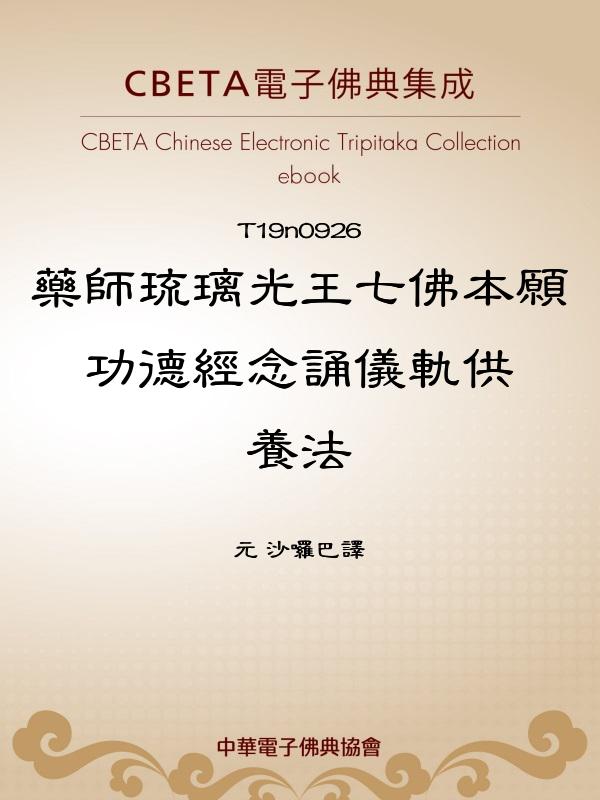 CBETA電子佛典集成
CBETA Chinese Electronic Tripitaka Collection
ebook
T19n0926
藥師琉璃光王七佛本願
功德經念誦儀軌供
養法
元 沙囉巴譯
中華電子佛典協會